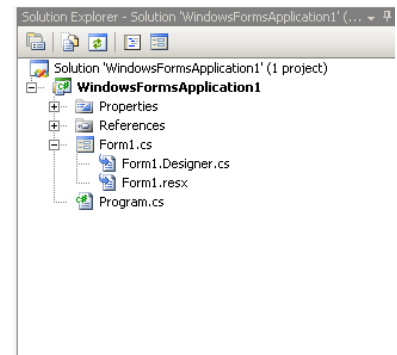 Solution Explorer - Solution 'WindowsFormsApplication1' (...
Solution 'WindowsFormsApplication1' (1 project)
WindowsFormsApplication1
Properties
References
Form1.cs
Form1.Designer.cs
Form1.resx
Program.cs